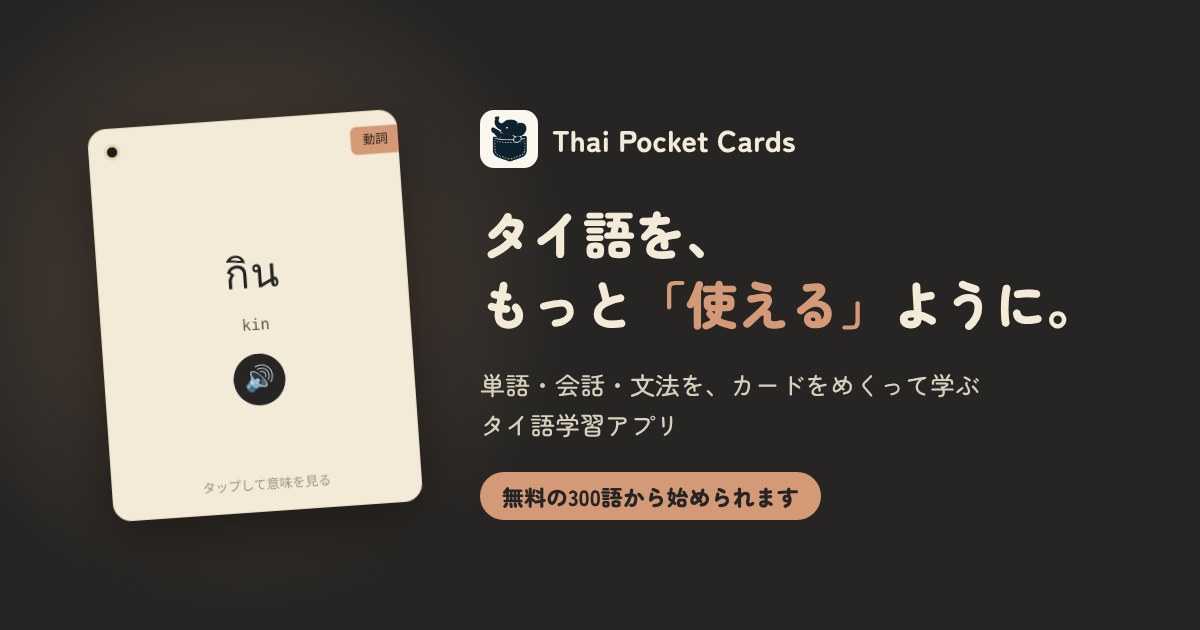 動詞
กิน
kin
タップして意味を見る
Thai Pocket Cards
タイ語を、
もっと「使える」ように。
単語・会話・文法を、カードをめくって学ぶ
タイ語学習アプリ
無料の300語から始められます